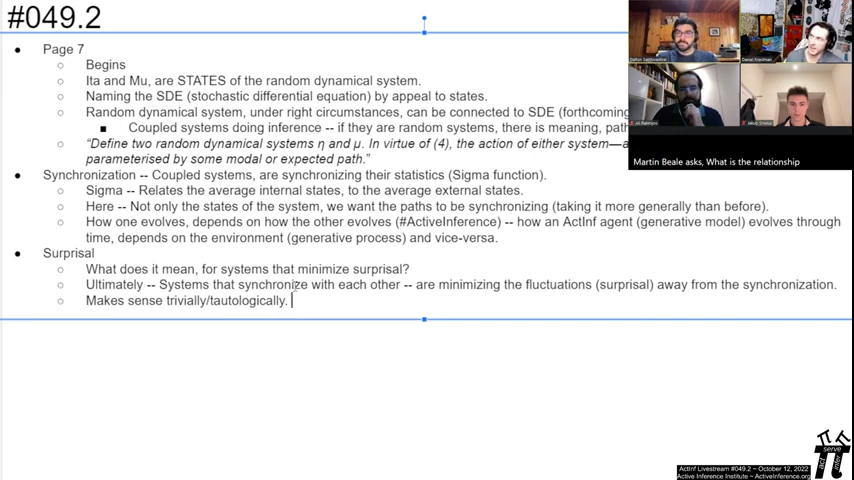 #049.2
● Page 7
○ Begins
○ Ita and Mu, are STATES of the random dynamical system.
○ Naming the SDE (stochastic differential equation) by appeal to states.
○ Random dynamical system, under right circumstances, can be connected to SDE (forthcoming
■ Coupled systems doing inference -- if they are random systems, there is meaning, path
○ “Define two random dynamical systems η and μ. In virtue of (4), the action of either system—a
parameterised by some modal or expected path.”
● Synchronization -- Coupled systems, are synchronizing their statistics (Sigma function).
○ Sigma -- Relates the average internal states, to the average external states.
○ Here -- Not only the states of the system, we want the paths to be synchronizing (taking it more generally than before).
○ How one evolves, depends on how the other evolves (#ActiveInference) -- how an ActInf agent (generative model) evolves through
time, depends on the environment (generative process) and vice-versa.
● Surprisal
○ What does it mean, for systems that minimize surprisal?
○ Ultimately -- Systems that synchronize with each other -- are minimizing the fluctuations (surprisal) away from the synchronization.
○ Makes sense trivially/tautologically.
Martin Beale asks, What is the relationship
act
serve
infer
ActInf Livestream #049.2 ~ October 12, 2022
Active Inference Institute ~ ActiveInference.org